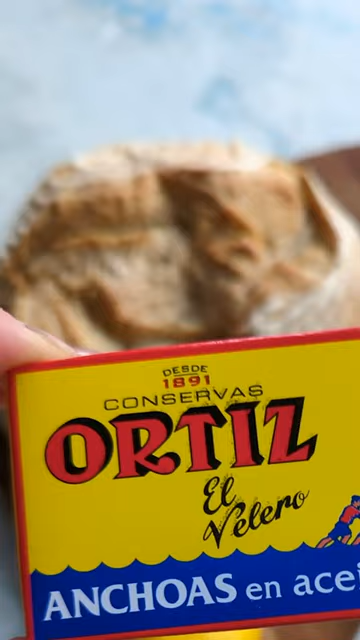 DESDE
1891
CONSERVAS
ORTIZ
El
Velero
ANCHOAS en acei